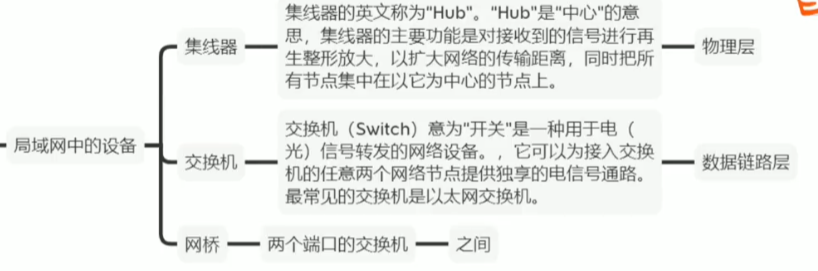 局域网中的设备
集线器
集线器的英文称为"Hub"。"Hub"是"中心"的意
思，集线器的主要功能是对接收到的信号进行再
生整形放大，以扩大网络的传输距离，同时把所
有节点集中在以它为中心的节点上。
物理层
交换机
交换机（Switch）意为"开关"是一种用于电（
光）信号转发的网络设备。，它可以为接入交换
机的任意两个网络节点提供独享的电信号通路。
最常见的交换机是以太网交换机。
数据链路层
网桥
两个端口的交换机
之间